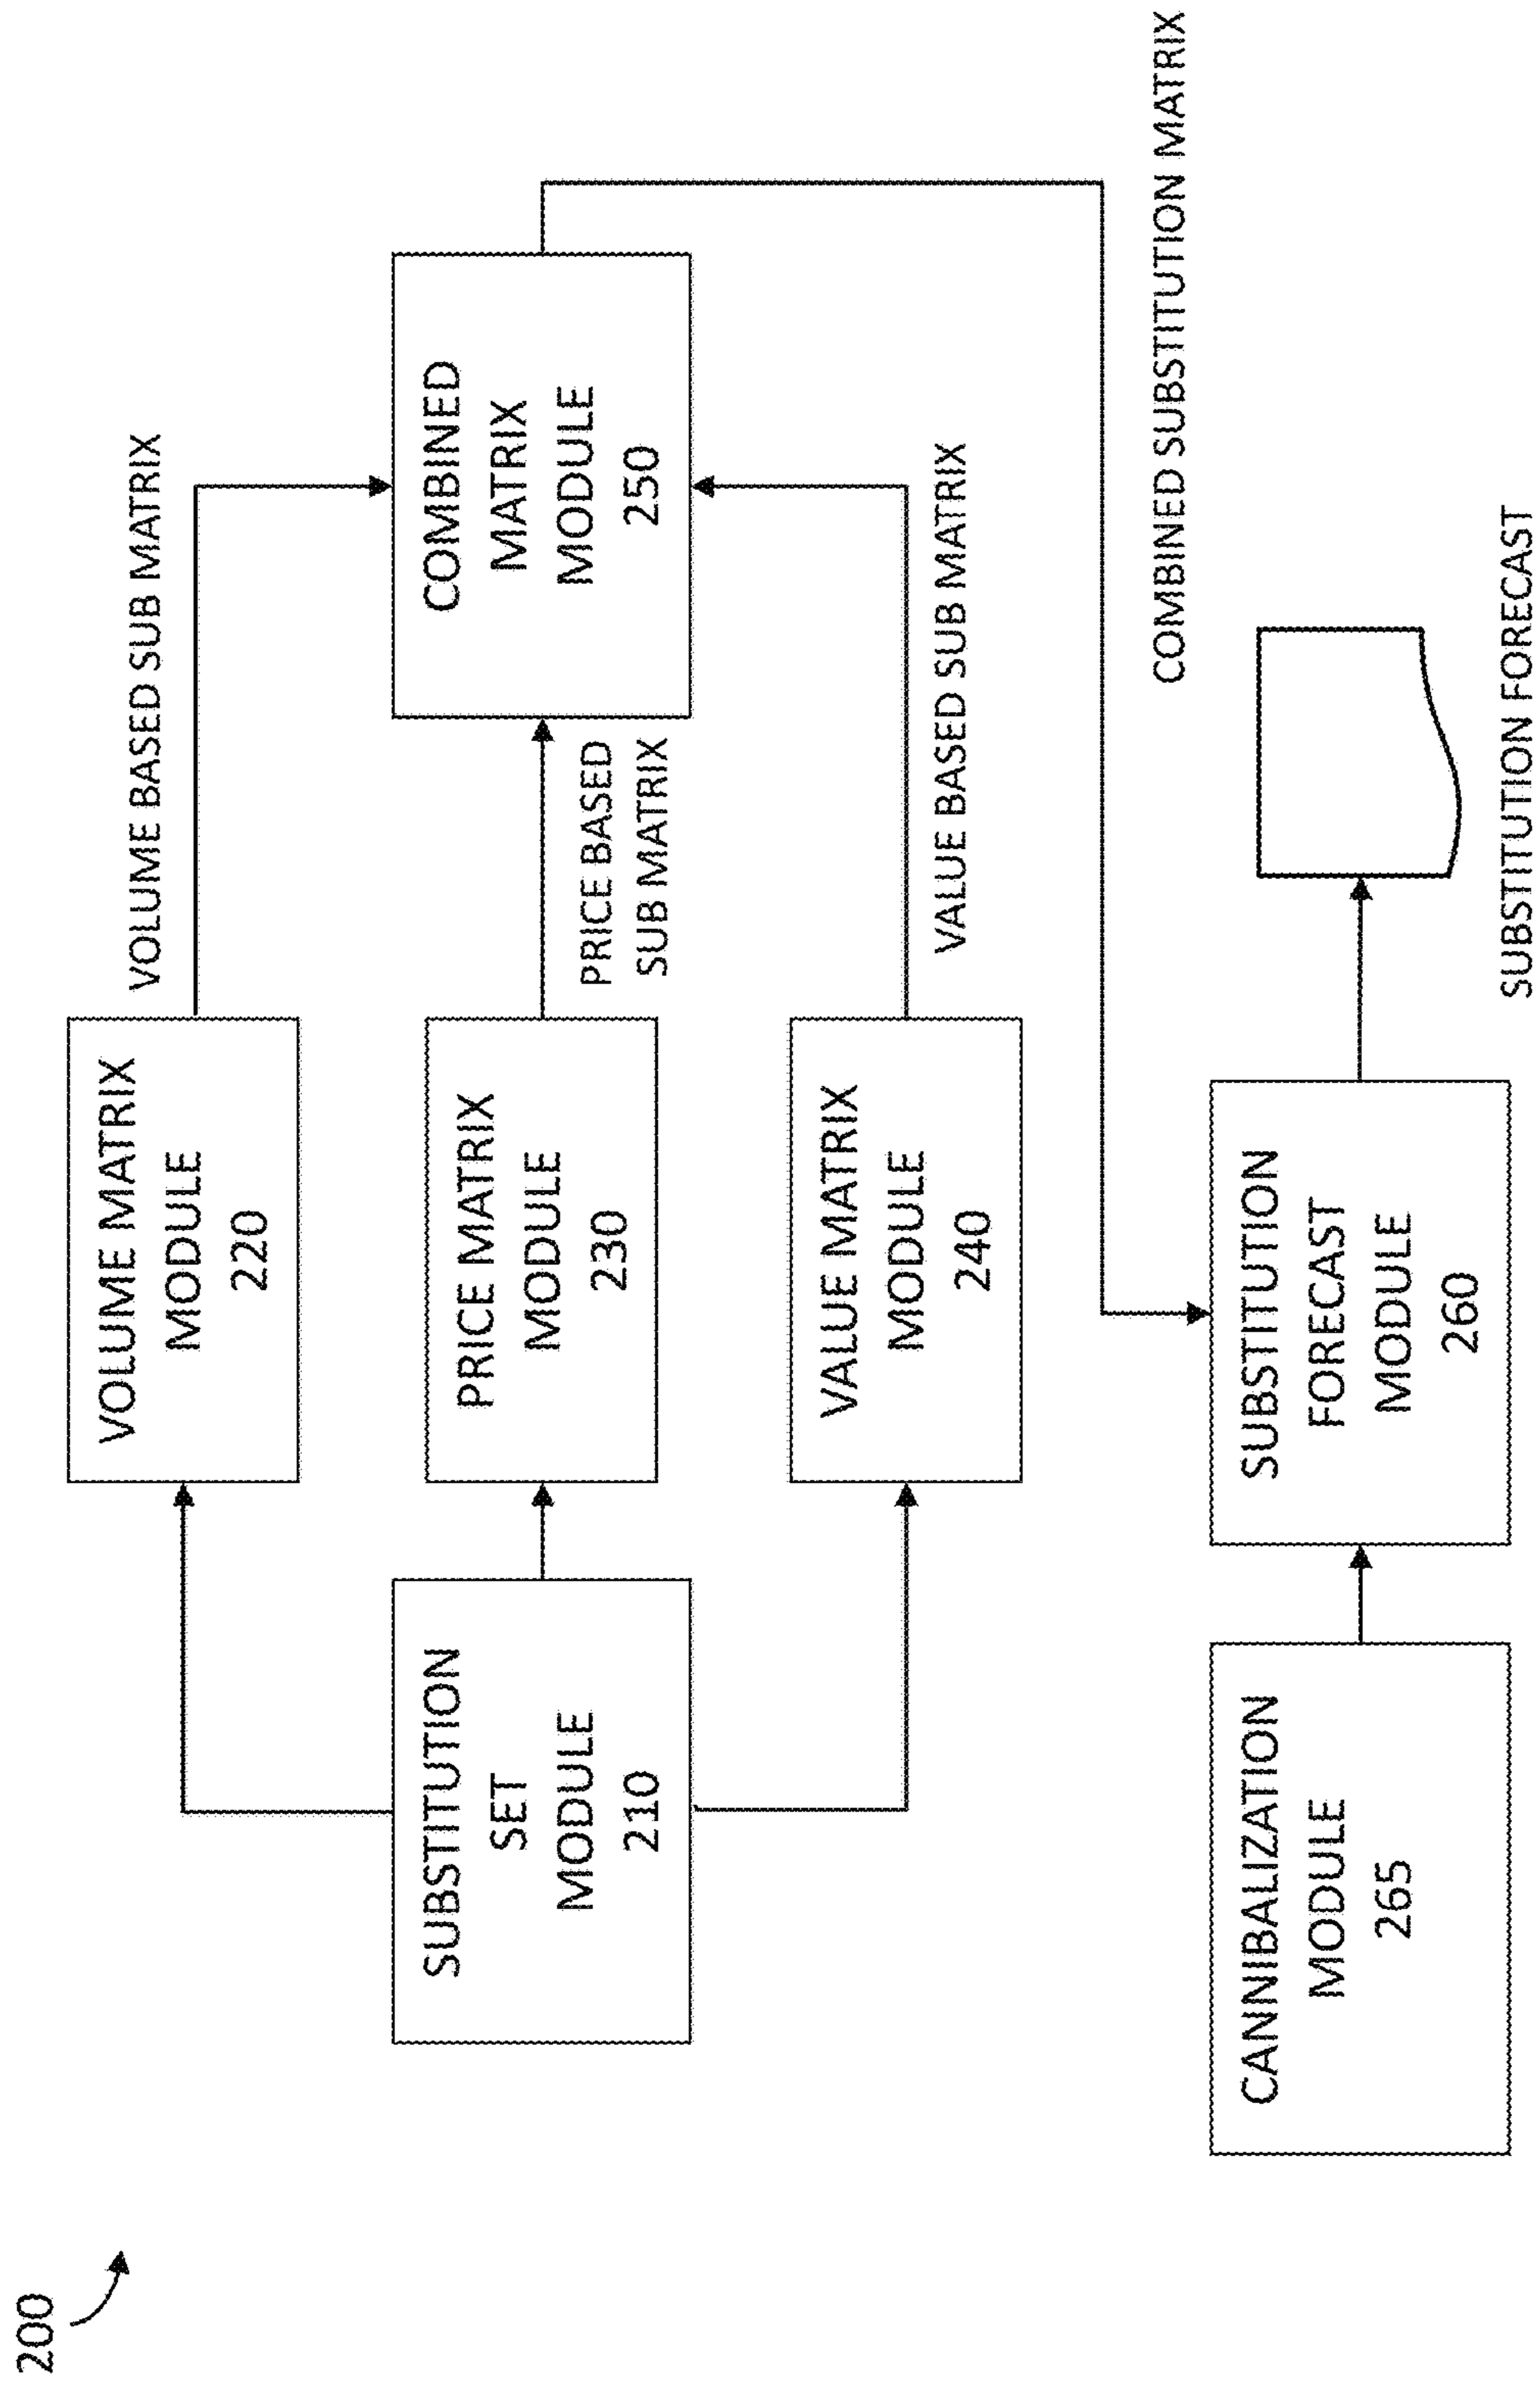 200
VOLUME MATRIX
MODULE
220
VOLUME BASED SUB MATRIX
SUBSTITUTION
SET
MODULE
210
PRICE MATRIX
MODULE
230
PRICE BASED
SUB MATRIX
COMBINED
MATRIX
MODULE
250
VALUE MATRIX
MODULE
240
VALUE BASED SUB MATRIX
COMBINED SUBSTITUTION MATRIX
CANNIBALIZATION
MODULE
265
SUBSTITUTION
FORECAST
MODULE
260
SUBSTITUTION FORECAST